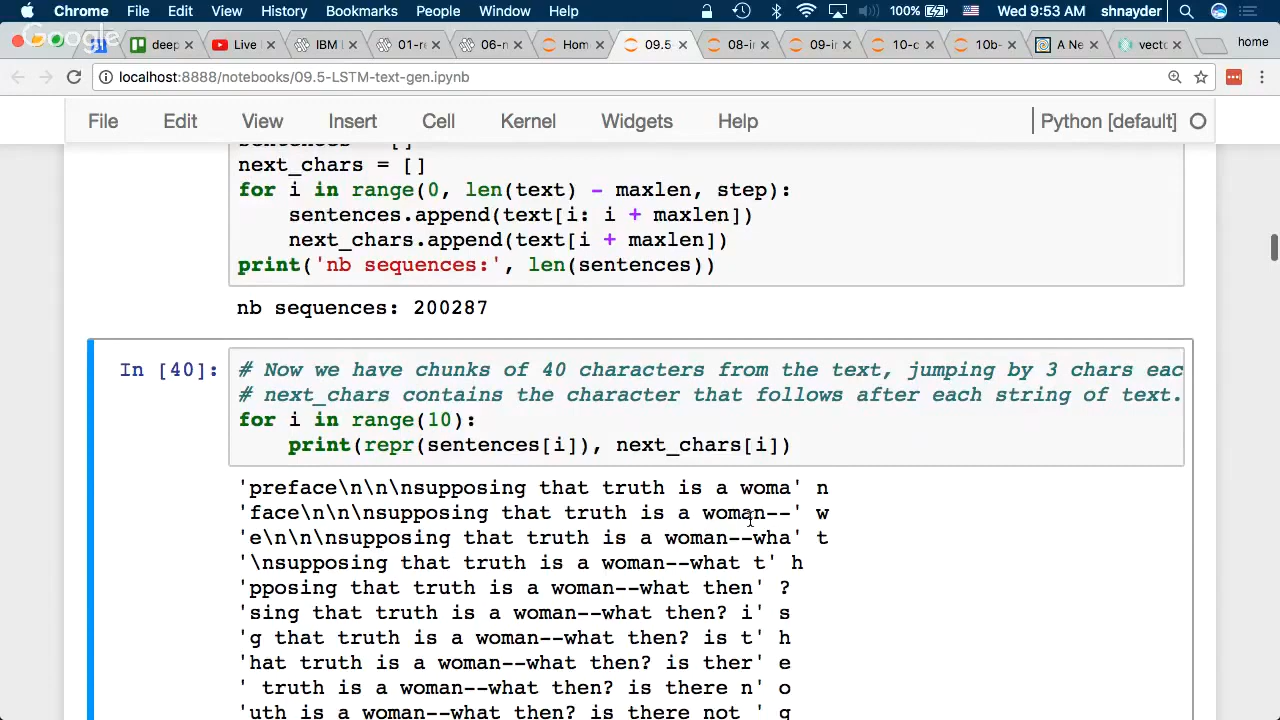 Chrome File Edit View History Bookmarks People Window Help 100% Wed 9:53 AM shnayder
Google
deep Live IBM 01-r 06-n Hom 09.5- 08-i 09-i 10- 10b- A Ne vect home
localhost:8888/notebooks/09.5-LSTM-text-gen.ipynb
File Edit View Insert Cell Kernel Widgets Help Python [default]
sentences = []
next_chars = []
for i in range(0, len(text) - maxlen, step):
    sentences.append(text[i: i + maxlen])
    next_chars.append(text[i + maxlen])
print('nb sequences:', len(sentences))
nb sequences: 200287
In [40]:
# Now we have chunks of 40 characters from the text, jumping by 3 chars eac
# next_chars contains the character that follows after each string of text.
for i in range(10):
    print(repr(sentences[i]), next_chars[i])
'preface\n\n\nsupposing that truth is a woma' n
'face\n\n\nsupposing that truth is a woman--' w
'e\n\n\nsupposing that truth is a woman--wha' t
'\nsupposing that truth is a woman--what t' h
'pposing that truth is a woman--what then' ?
'sing that truth is a woman--what then? i' s
'g that truth is a woman--what then? is t' h
'hat truth is a woman--what then? is ther' e
' truth is a woman--what then? is there n' o
'uth is a woman--what then? is there not ' g